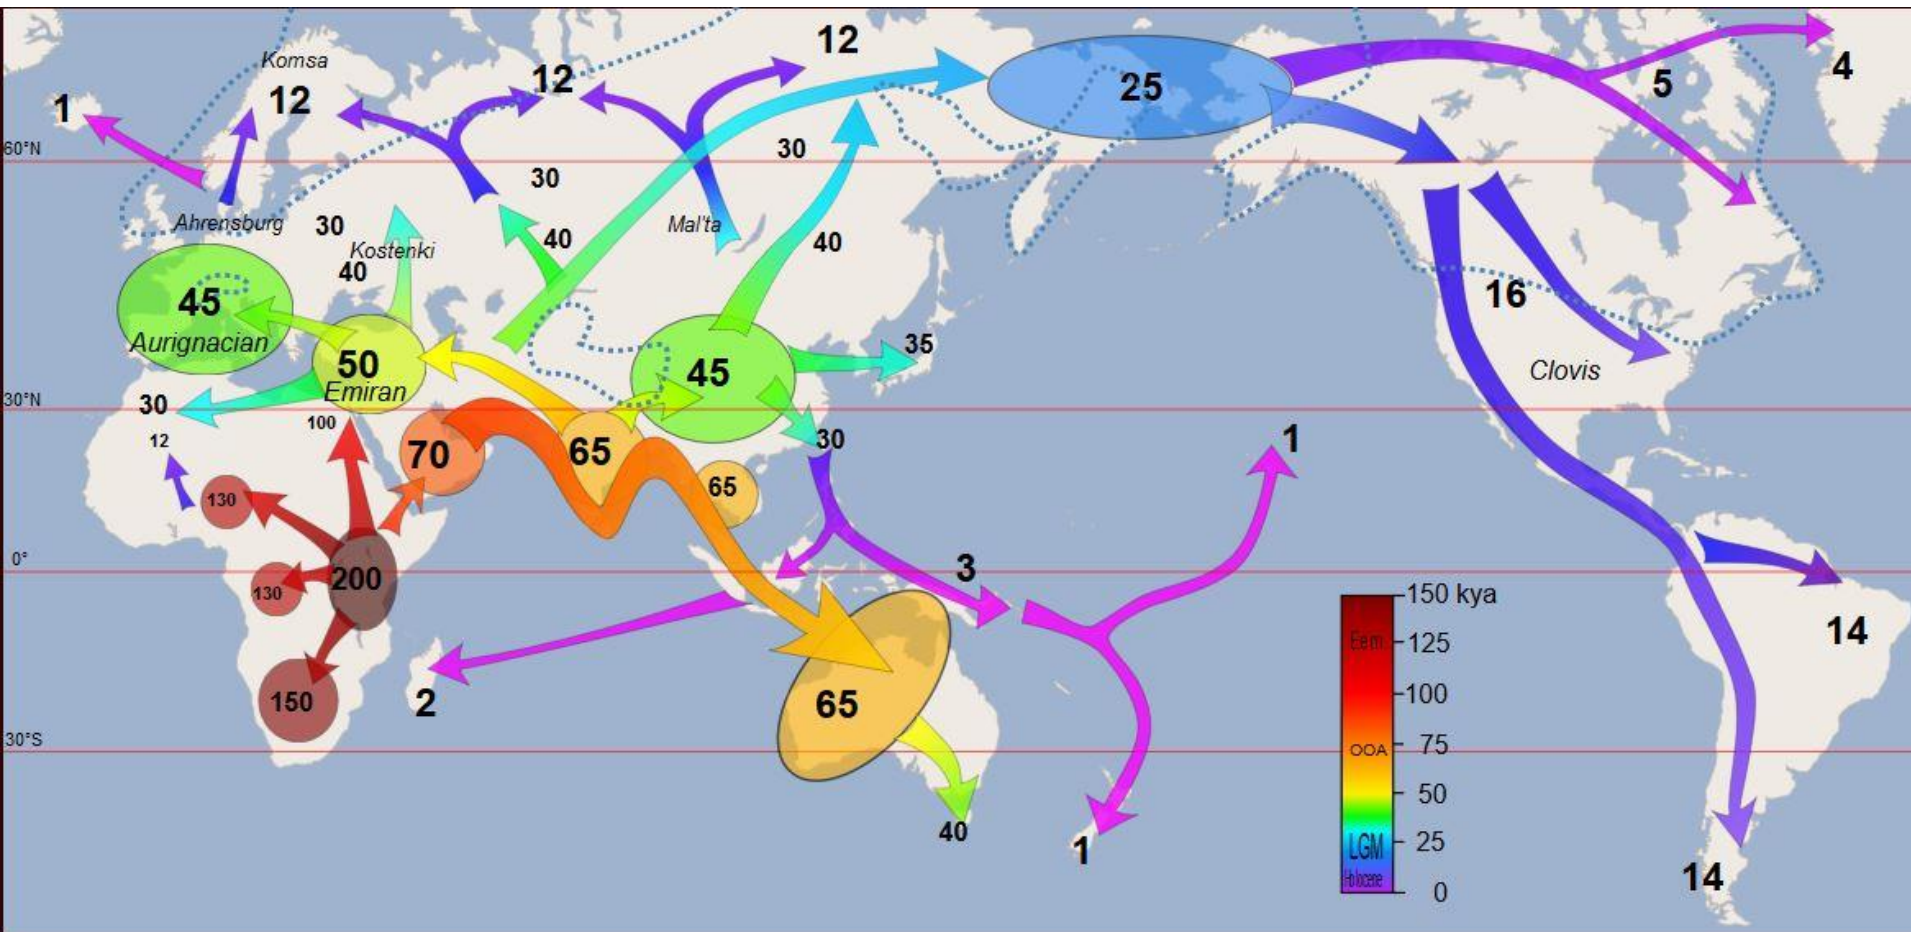 12
Komsa
12
12
25
5
4
1
60°N
30
30
Ahrensburg
30
Mal'ta
Kostenki
40
40
40
45
Aurignacian
50
Emiran
45
35
16
Clovis
30°N
30
100
12
70
65
30
1
130
65
0°
200
130
3
150
2
65
14
30°S
40
1
14
150 kya
Eem
125
100
OOA
75
50
LGM
25
Holocene
0